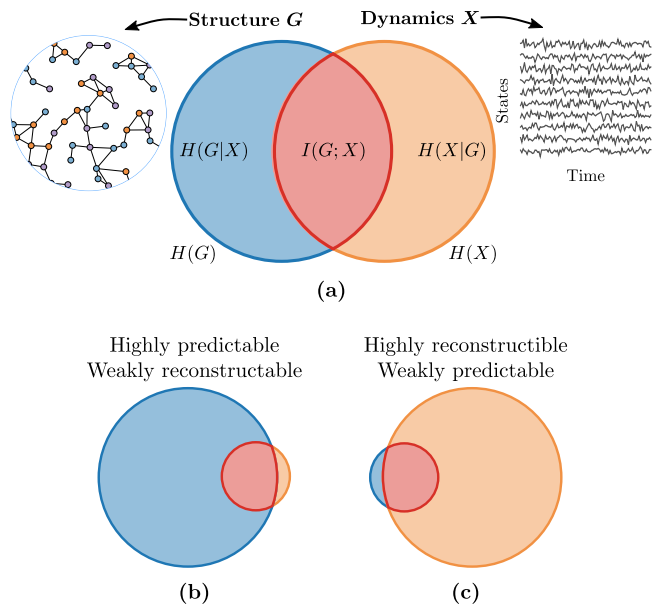 Structure G
Dynamics X
States
Time
H(G|X)
I(G; X)
H(X|G)
H(G)
H(X)
(a)
Highly predictable
Weakly reconstructable
Highly reconstructible
Weakly predictable
(b)
(c)